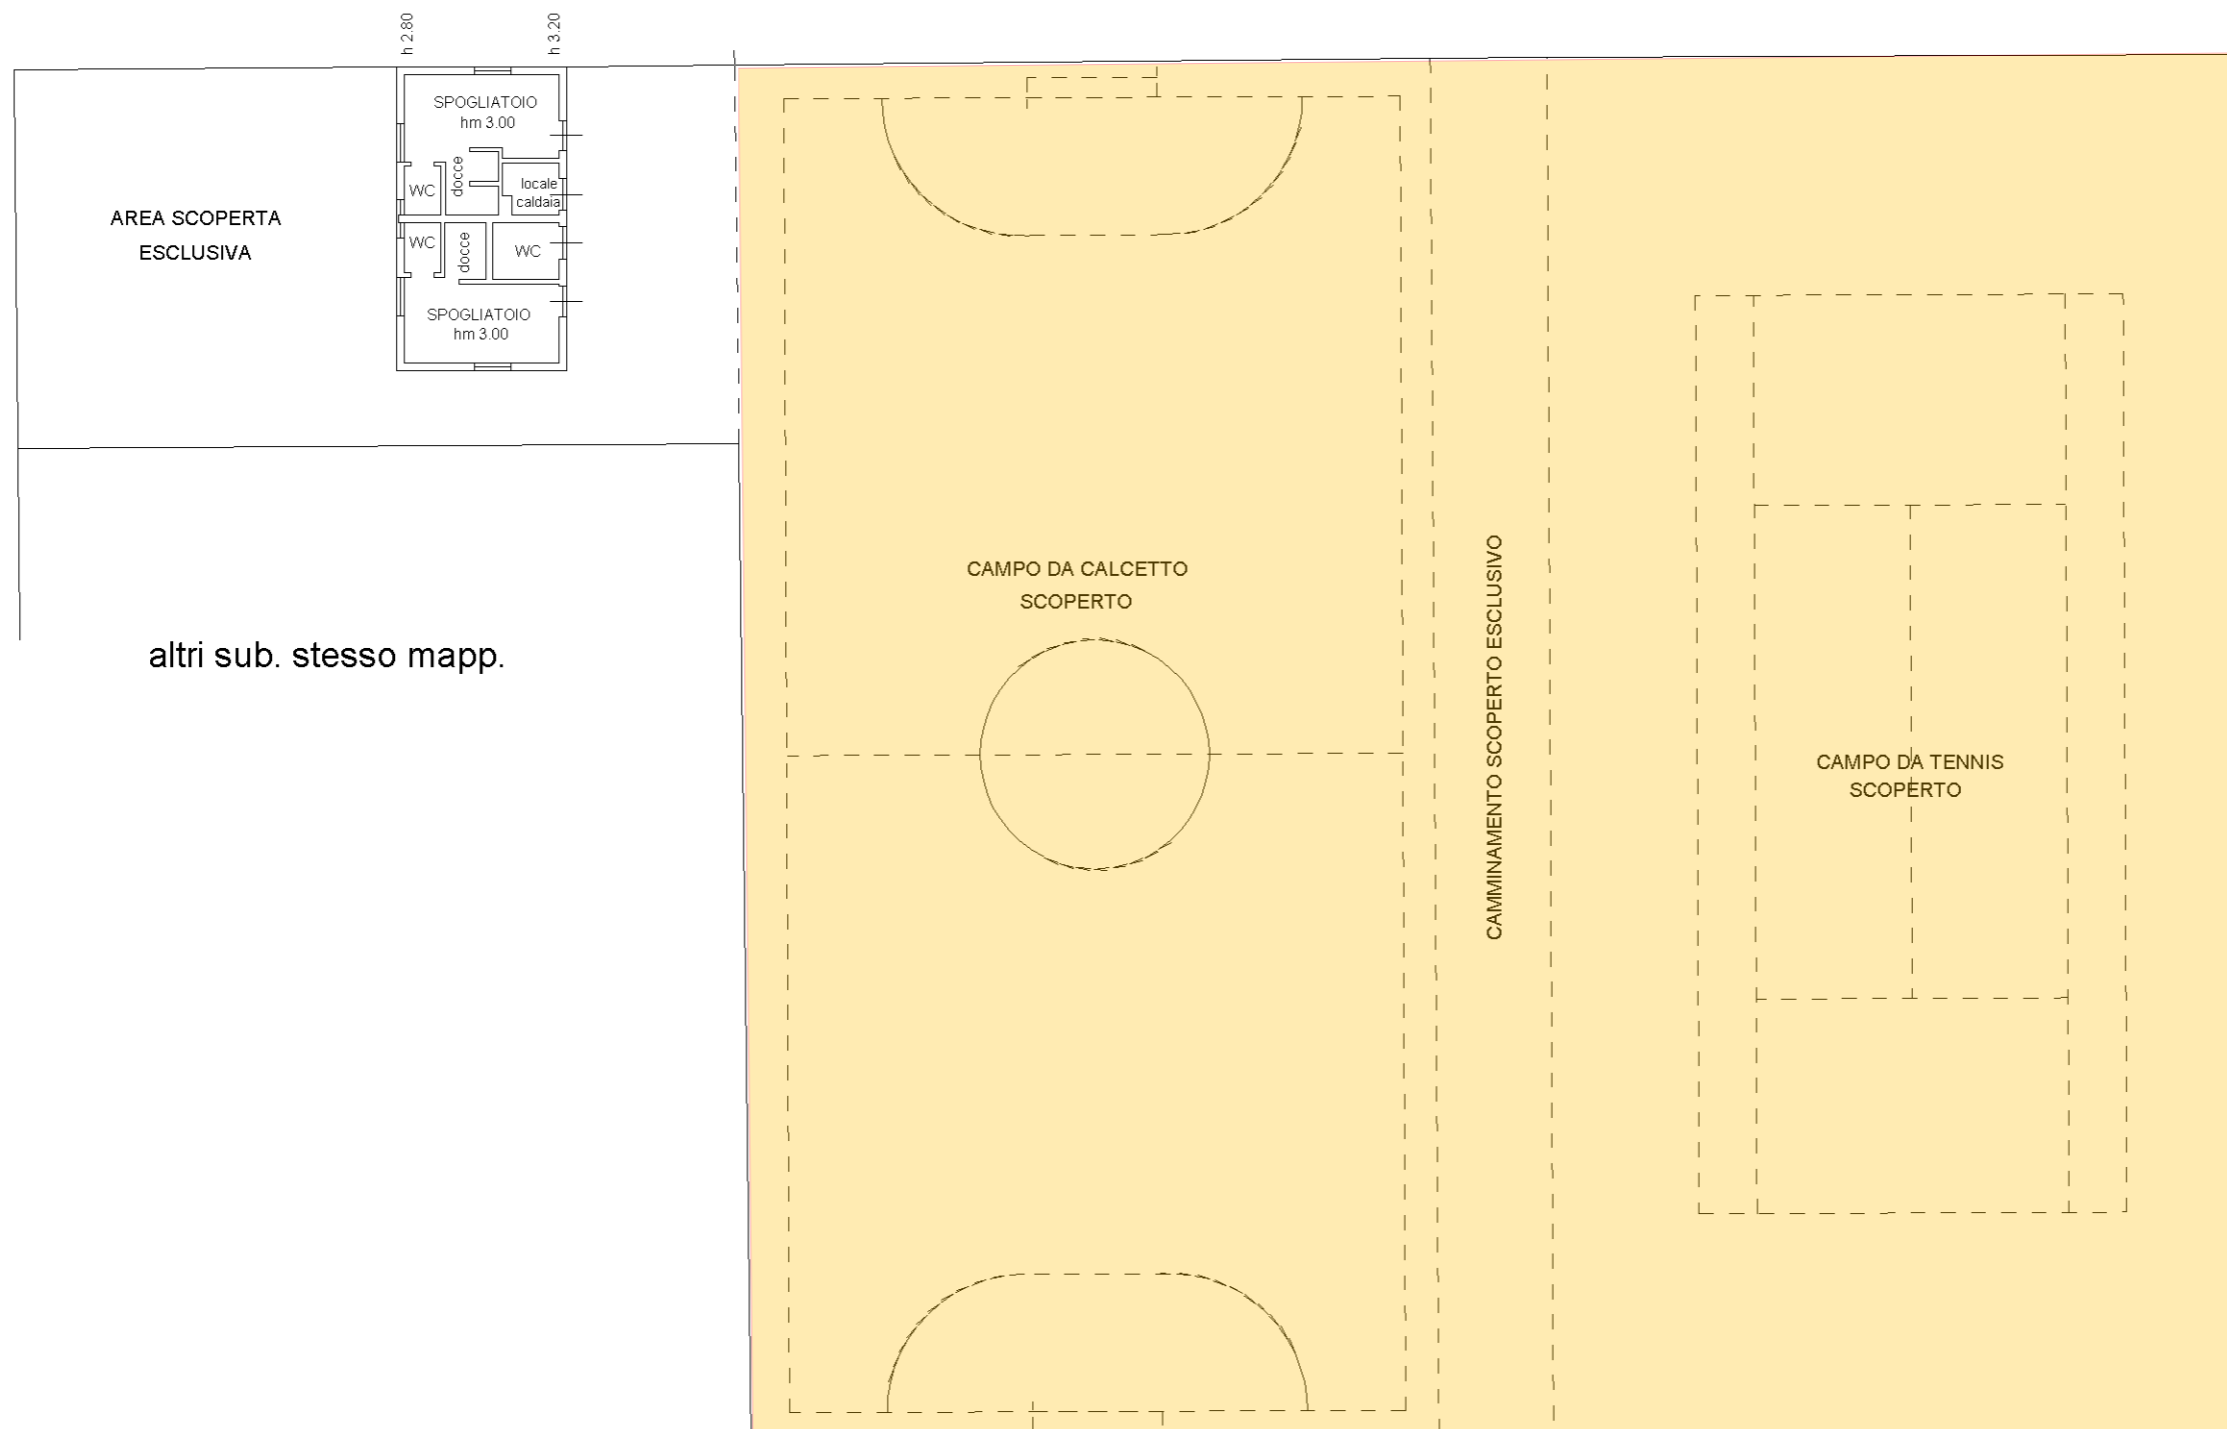 h 2.80
h 3.20
SPOGLIATOIO
hm 3.00
docce
WC
locale
caldaia
AREA SCOPERTA
ESCLUSIVA
WC
docce
WC
SPOGLIATOIO
hm 3.00
altri sub. stesso mapp.
CAMPO DA CALCETTO
SCOPERTO
CAMMINAMENTO SCOPERTO ESCLUSIVO
CAMPO DA TENNIS
SCOPERTO